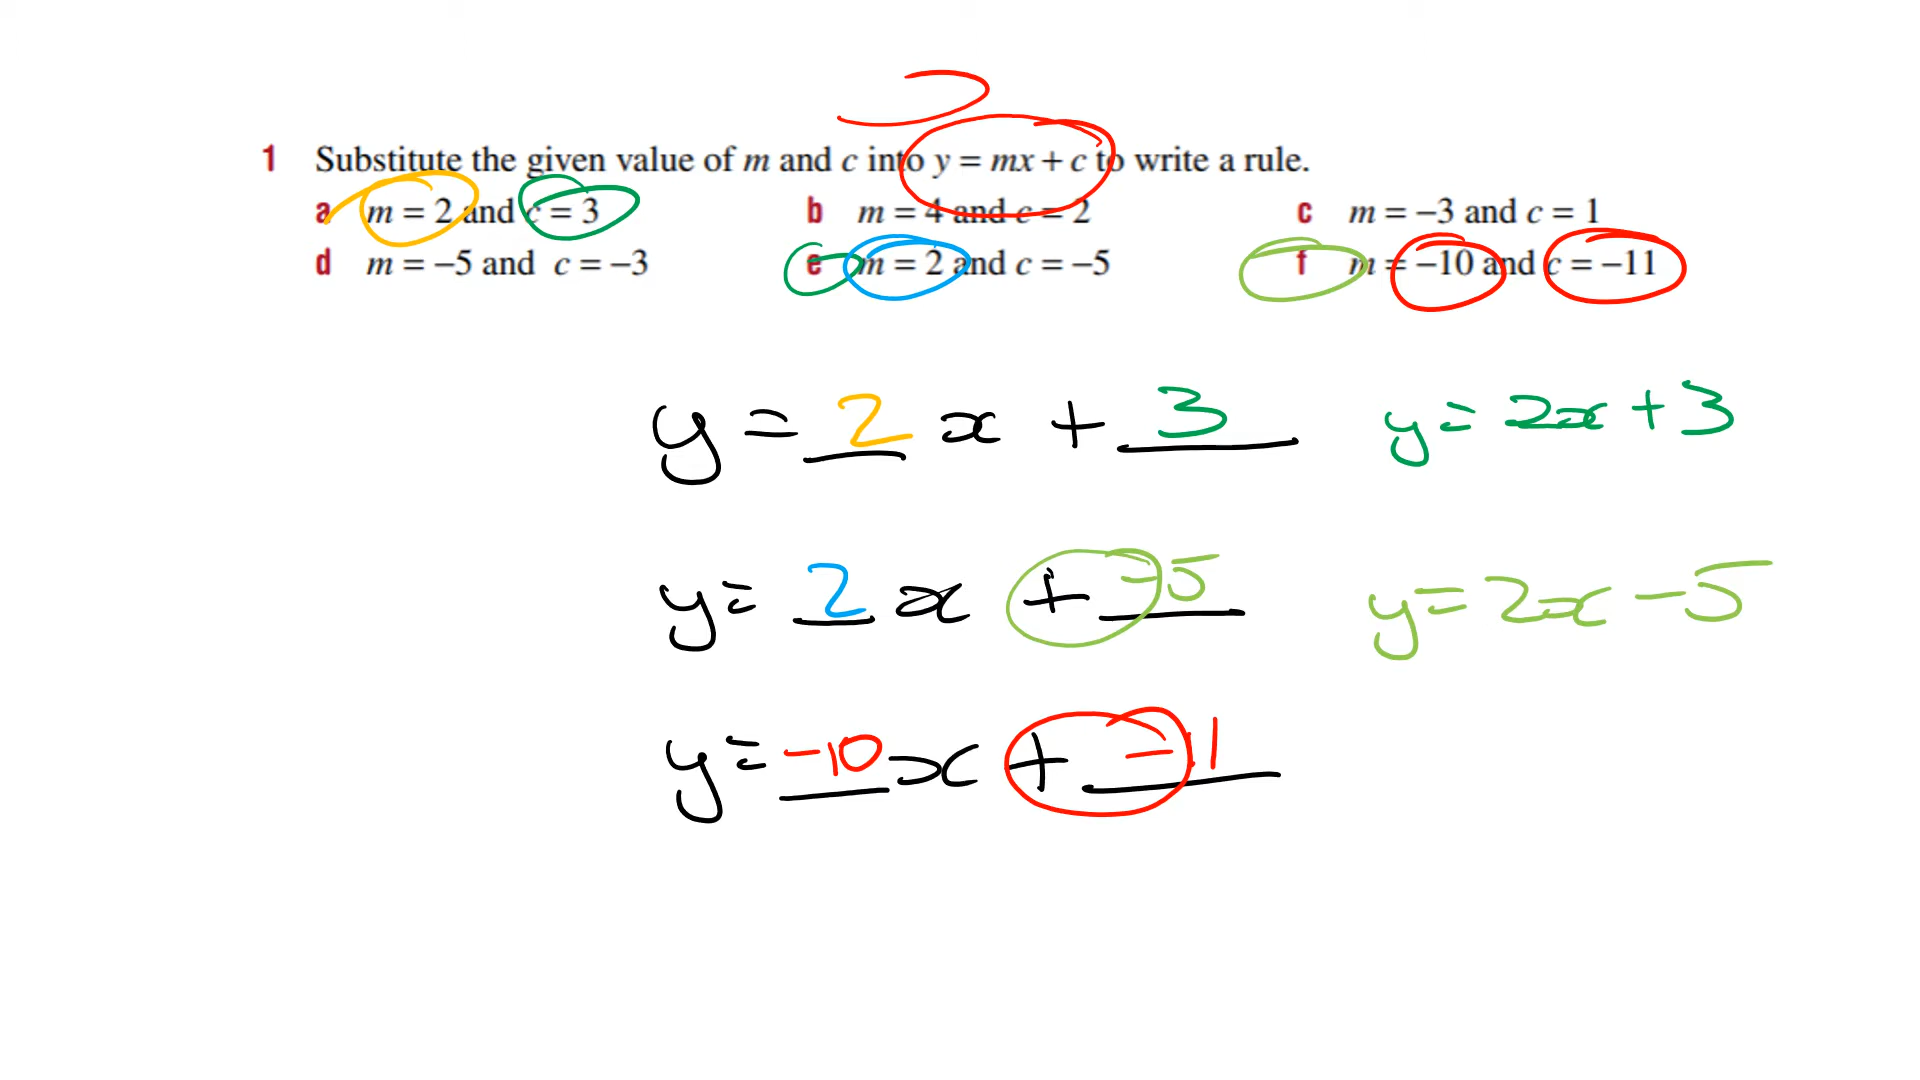 1 Substitute the given value of m and c into y = mx + c to write a rule.
a m = 2 and c = 3 b m = 4 and c = 2 c m = −3 and c = 1
d m = −5 and c = −3 e m = 2 and c = −5 f m = −10 and c = −11
y = 2 x + 3 y = 2x + 3
y = 2 x + -5 y = 2x - 5
y = -10 x + -11